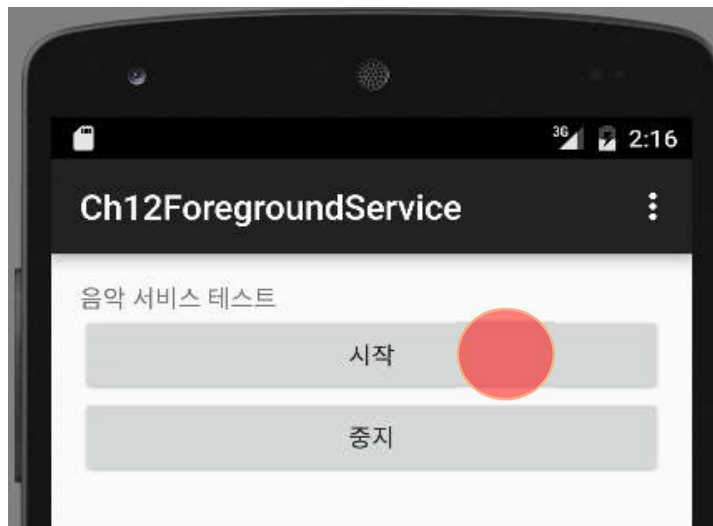 3G 2:16
Ch12ForegroundService
음악 서비스 테스트
시작
중지